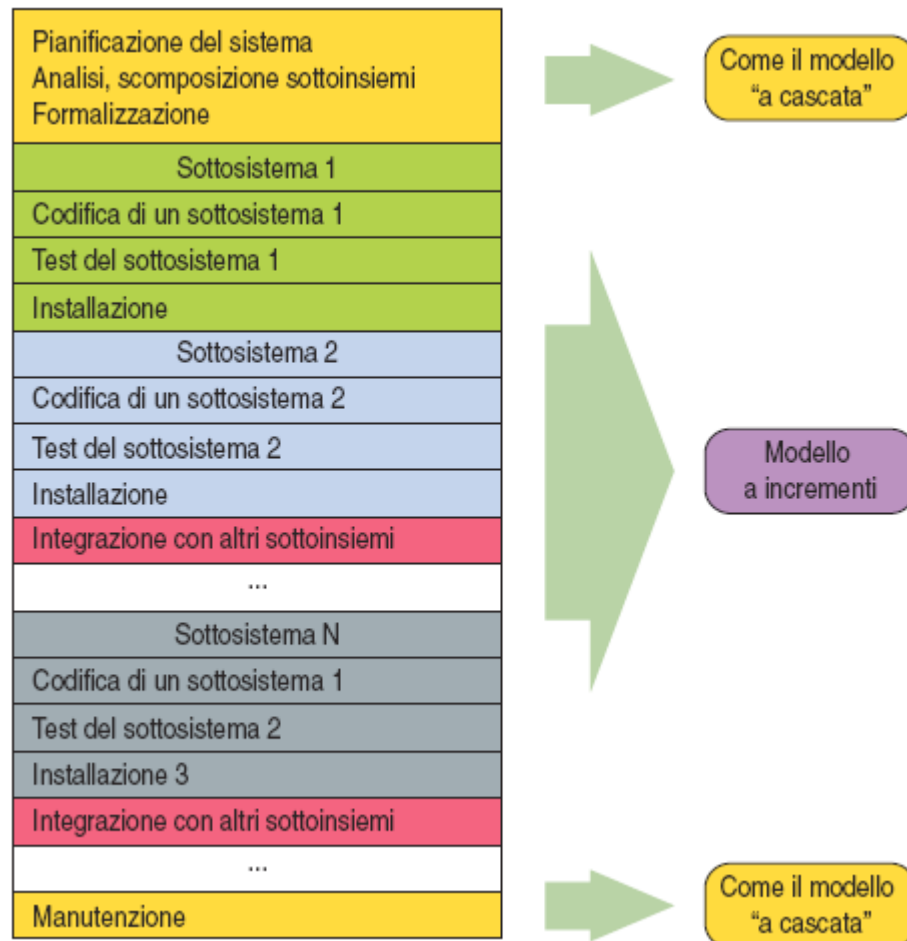 Pianificazione del sistema
Analisi, scomposizione sottoinsiemi
Formalizzazione
Come il modello
"a cascata"
Sottosistema 1
Codifica di un sottosistema 1
Test del sottosistema 1
Installazione
Sottosistema 2
Codifica di un sottosistema 2
Test del sottosistema 2
Installazione
Integrazione con altri sottoinsiemi
...
Modello
a incrementi
Sottosistema N
Codifica di un sottosistema 1
Test del sottosistema 2
Installazione 3
Integrazione con altri sottoinsiemi
...
Manutenzione
Come il modello
"a cascata"